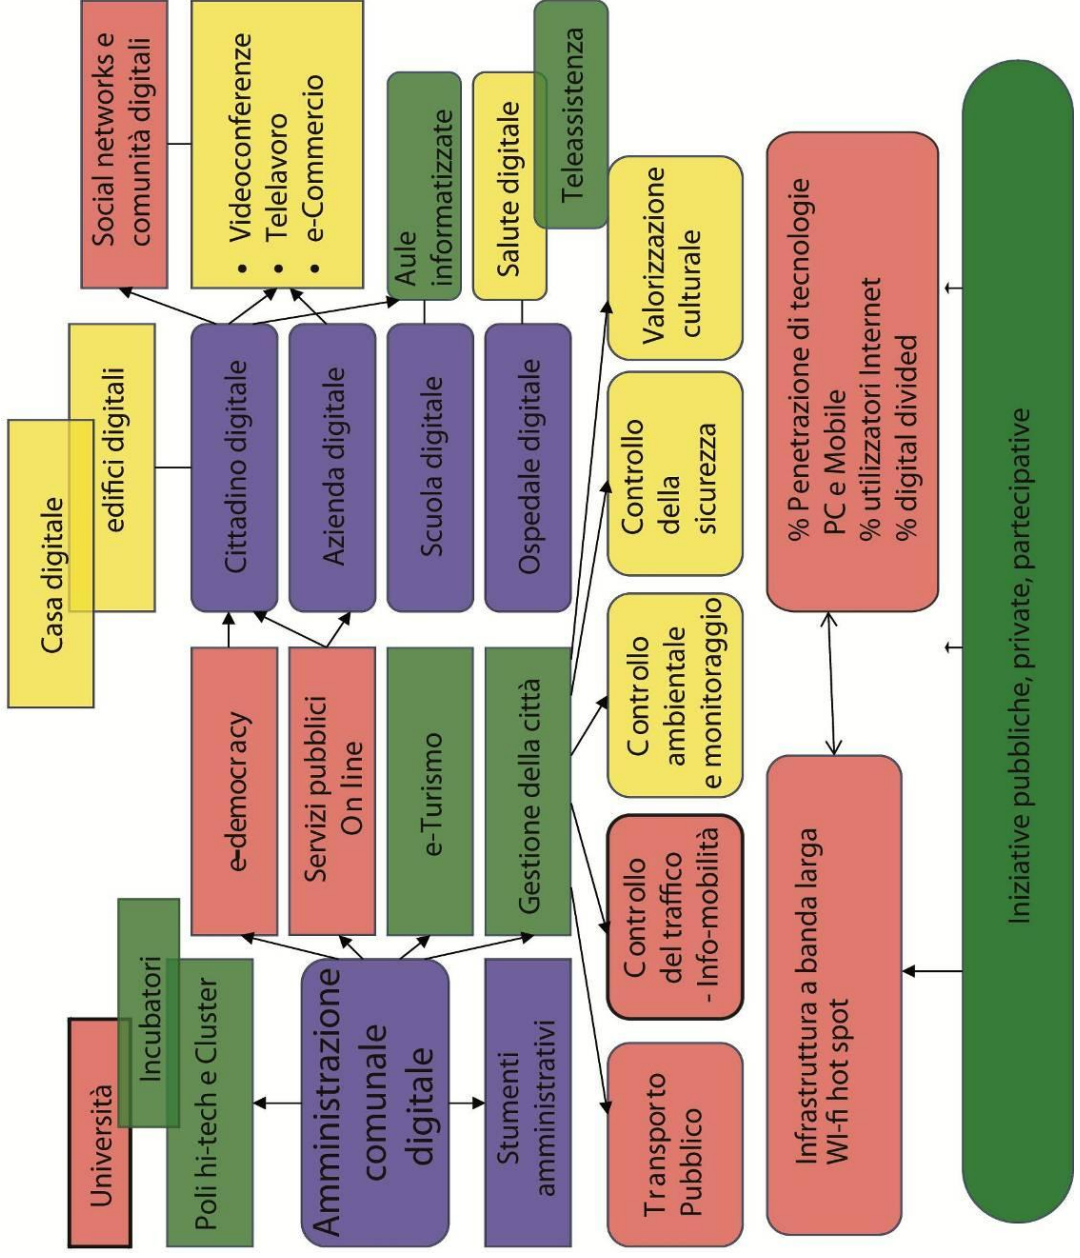 Casa digitale
edifici digitali
Social networks e
comunità digitali
Università
Incubatori
Poli hi-tech e Cluster
e-democracy
Cittadino digitale
• Videoconferenze
• Telelavoro
• e-Commercio
Amministrazione
comunale
digitale
Servizi pubblici
On line
Azienda digitale
e-Turismo
Scuola digitale
Aule
informatizzate
Stumenti
amministrativi
Gestione della città
Ospedale digitale
Salute digitale
Teleassistenza
Transporto
Pubblico
Controllo
del traffico
- Info-mobilità
Controllo
ambientale
e monitoraggio
Controllo
della
sicurezza
Valorizzazione
culturale
Infrastruttura a banda larga
WI-fi hot spot
% Penetrazione di tecnologie
PC e Mobile
% utilizzatori Internet
% digital divided
Iniziative pubbliche, private, partecipative